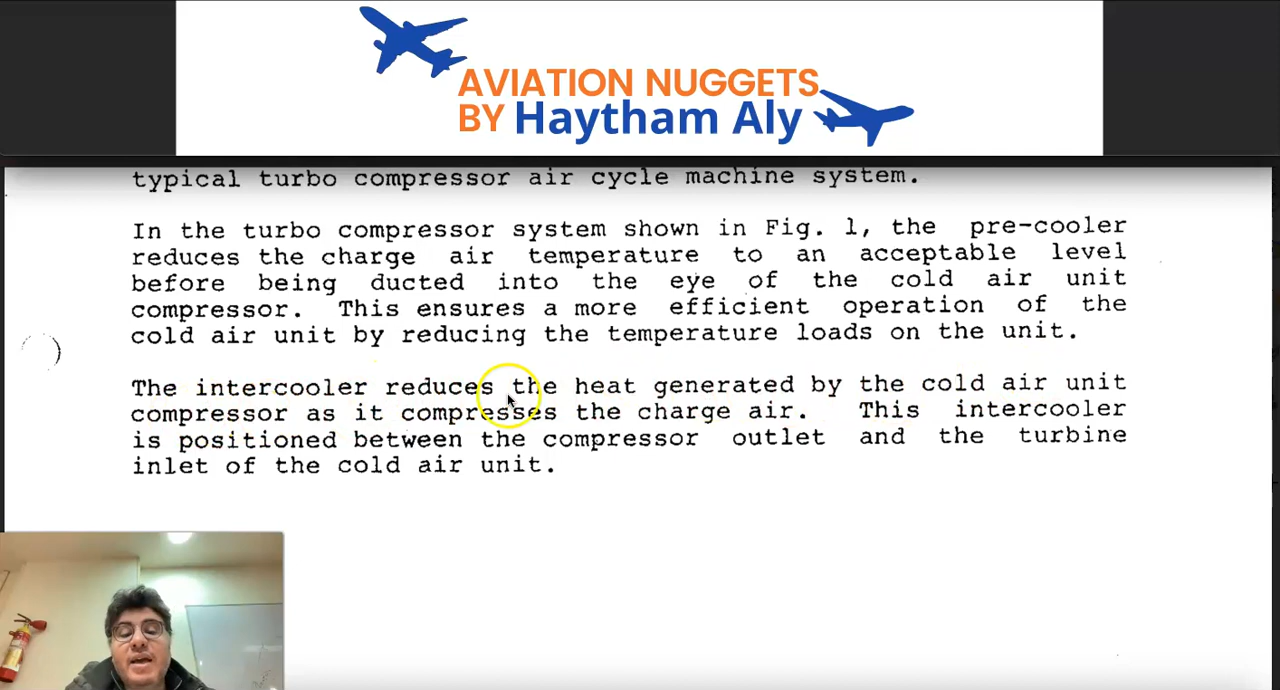 AVIATION NUGGETS
BY Haytham Aly
typical turbo compressor air cycle machine system.
In the turbo compressor system shown in Fig. 1, the pre-cooler
reduces the charge air temperature to an acceptable level
before being ducted into the eye of the cold air unit
compressor. This ensures a more efficient operation of the
cold air unit by reducing the temperature loads on the unit.
The intercooler reduces the heat generated by the cold air unit
compressor as it compresses the charge air. This intercooler
is positioned between the compressor outlet and the turbine
inlet of the cold air unit.